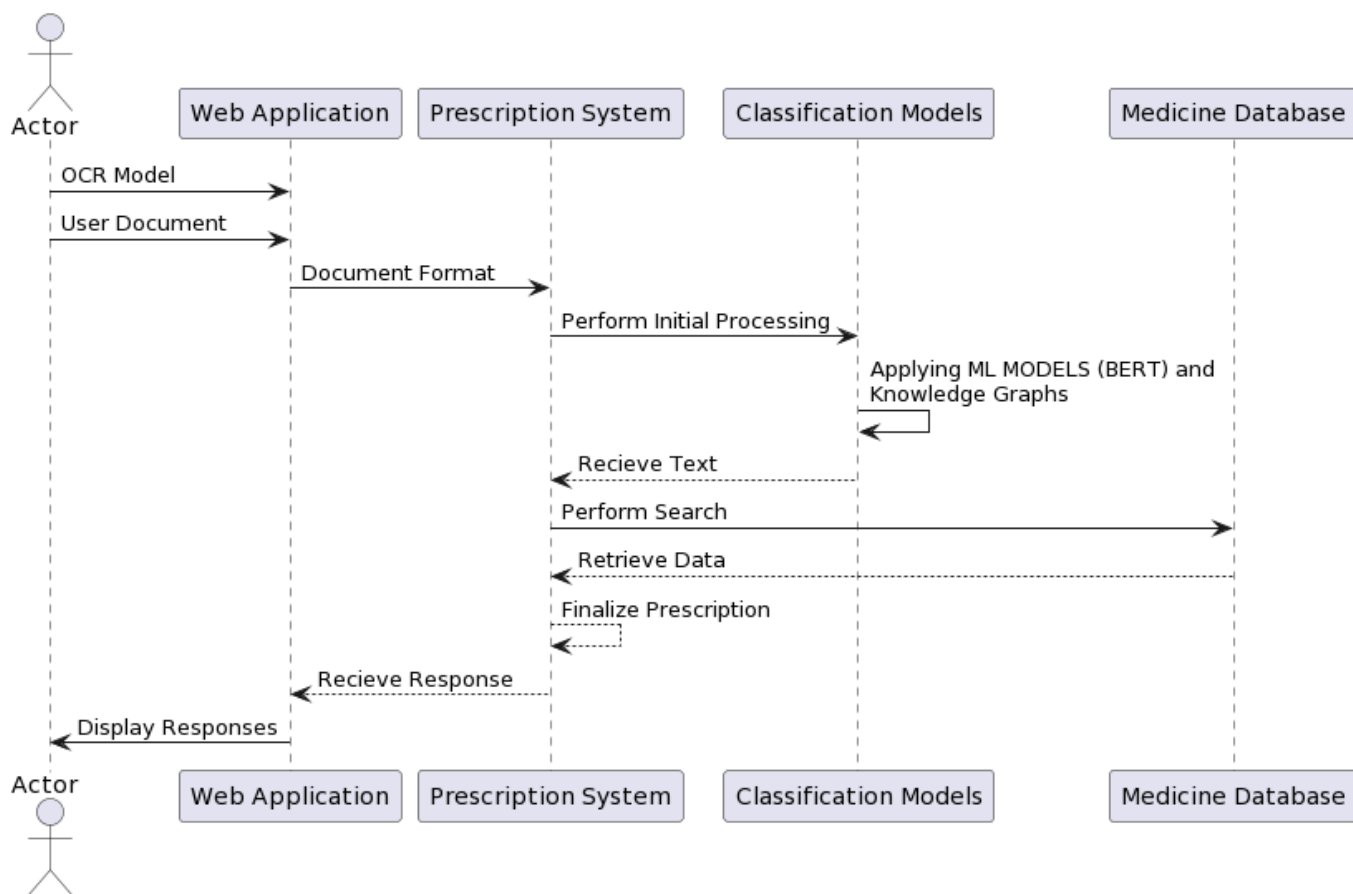 Actor
Web Application
Prescription System
Classification Models
Medicine Database
OCR Model
User Document
Document Format
Perform Initial Processing
Applying ML MODELS (BERT) and
Knowledge Graphs
Recieve Text
Perform Search
Retrieve Data
Finalize Prescription
Recieve Response
Display Responses
Actor
Web Application
Prescription System
Classification Models
Medicine Database